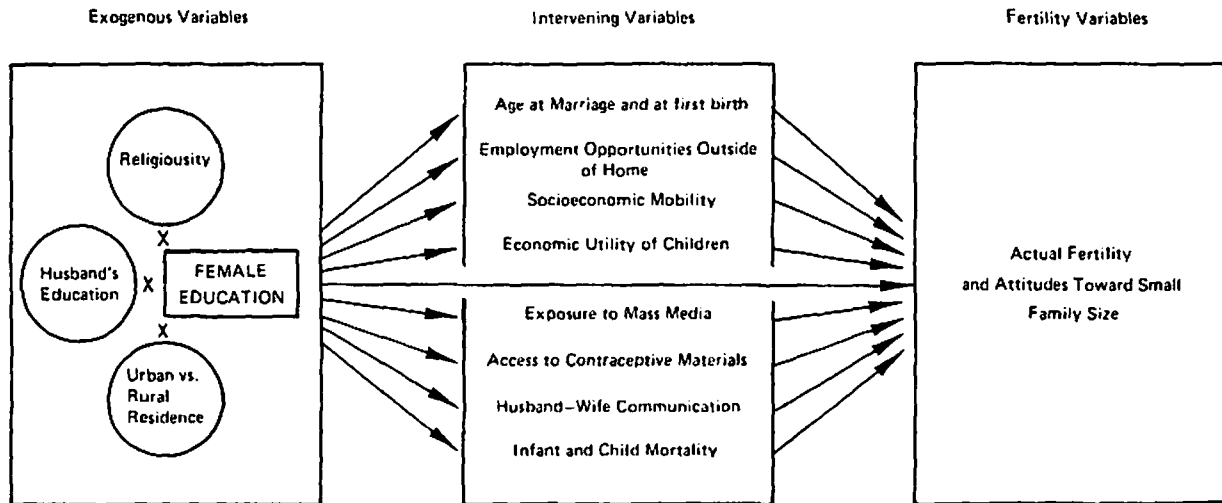 Exogenous Variables
Intervening Variables
Fertility Variables
Religiousity
X
Husband's
Education
X
FEMALE
EDUCATION
X
Urban vs.
Rural
Residence
Age at Marriage and at first birth
Employment Opportunities Outside
of Home
Socioeconomic Mobility
Economic Utility of Children
Exposure to Mass Media
Access to Contraceptive Materials
Husband–Wife Communication
Infant and Child Mortality
Actual Fertility
and Attitudes Toward Small
Family Size